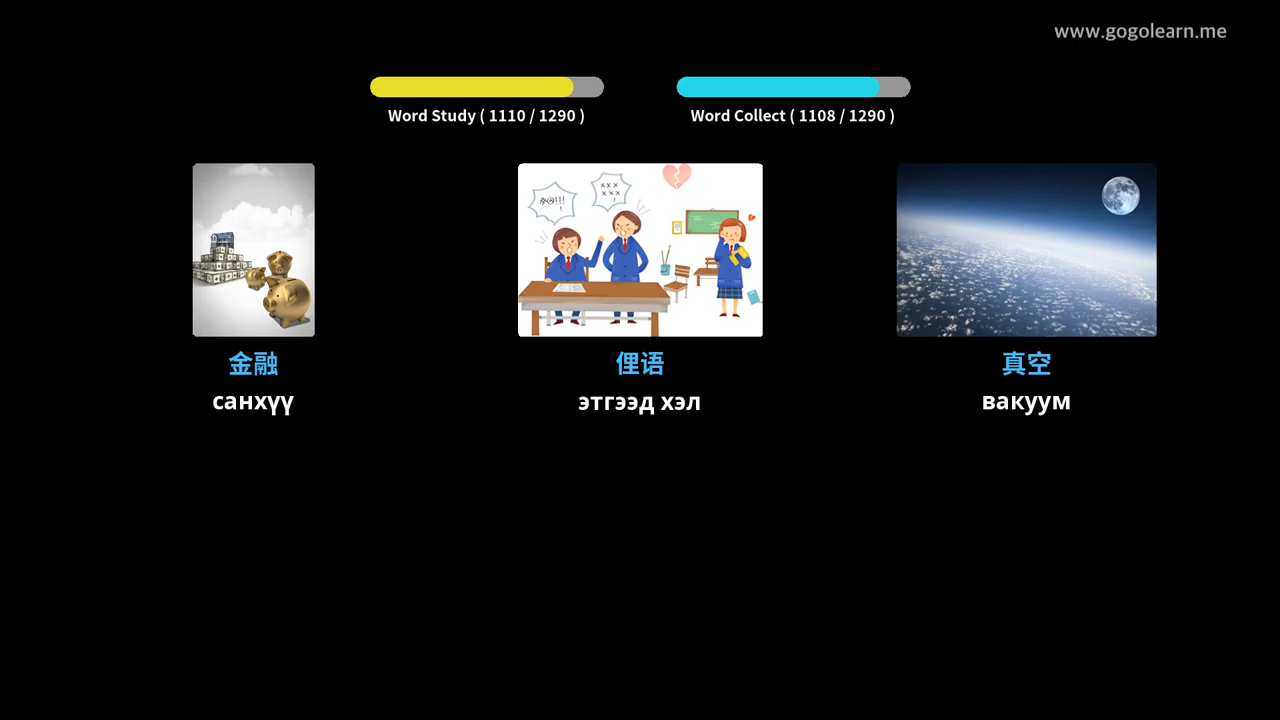 www.gogolearn.me
Word Study ( 1110 / 1290 )
Word Collect ( 1108 / 1290 )
金融
санхүү
俚语
этгээд хэл
真空
вакуум